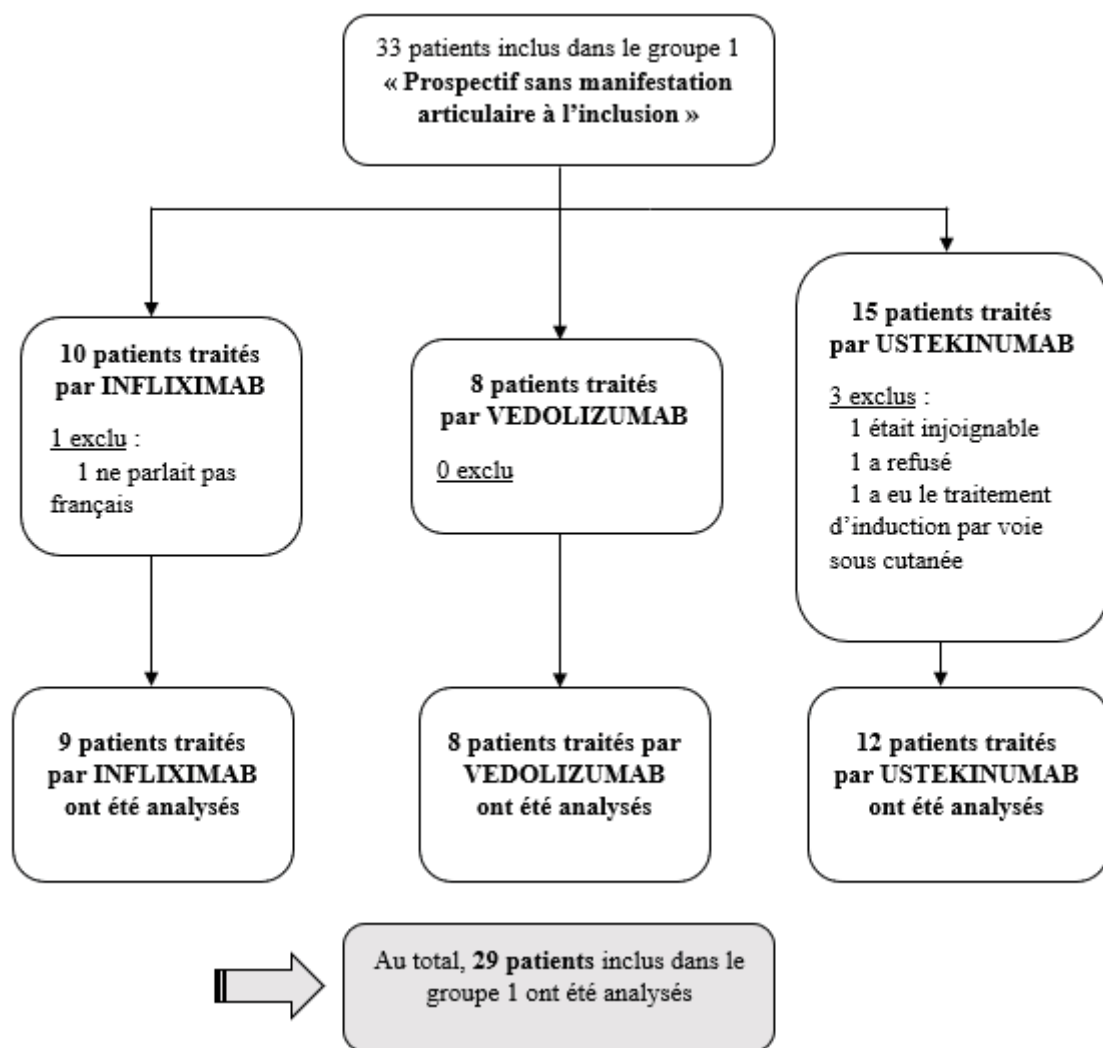 33 patients inclus dans le groupe 1
« Prospectif sans manifestation
articulaire à l’inclusion »
10 patients traités
par INFLIXIMAB
1 exclu :
1 ne parlait pas
français
8 patients traités
par VEDOLIZUMAB
0 exclu
15 patients traités
par USTEKINUMAB
3 exclus :
1 était injoignable
1 a refusé
1 a eu le traitement
d’induction par voie
sous cutanée
9 patients traités
par INFLIXIMAB
ont été analysés
8 patients traités par
VEDOLIZUMAB
ont été analysés
12 patients traités
par USTEKINUMAB
ont été analysés
Au total, 29 patients inclus dans le
groupe 1 ont été analysés